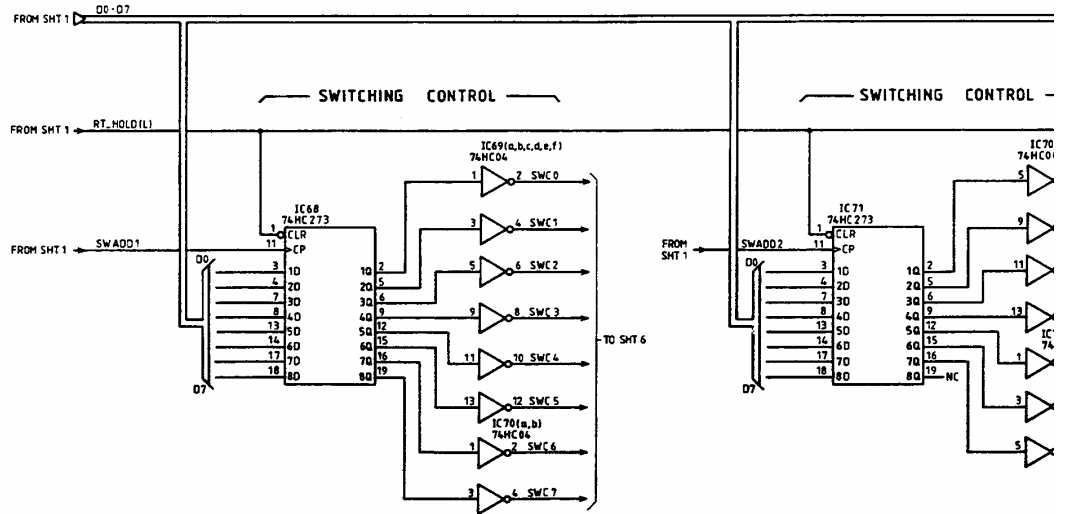 FROM SHT 1 D0-D7
SWITCHING CONTROL
SWITCHING CONTROL
FROM SHT 1 RT_HOLD(L)
IC69(a,b,c,d,e,f)
74HC04
1 2 SWC0
3 4 SWC1
5 6 SWC2
9 8 SWC3
11 10 SWC4
13 12 SWC5
IC70(a,b)
74HC04
1 2 SWC6
3 4 SWC7
TO SHT 6
IC68
74HC273
1 CLR
FROM SHT 1 SWADD1 11 CP
D0
3 1D 1Q 2
4 2D 2Q 5
7 3D 3Q 6
8 4D 4Q 9
13 5D 5Q 12
14 6D 6Q 15
17 7D 7Q 16
18 8D 8Q 19
D7
IC71
74HC273
1 CLR
FROM
SHT 1
SWADD2 11 CP
D0
3 1D 1Q 2
4 2D 2Q 5
7 3D 3Q 6
8 4D 4Q 9
13 5D 5Q 12
14 6D 6Q 15
17 7D 7Q 16
18 8D 8Q 19 NC
D7
IC70
5
9
11
13
1
3
5